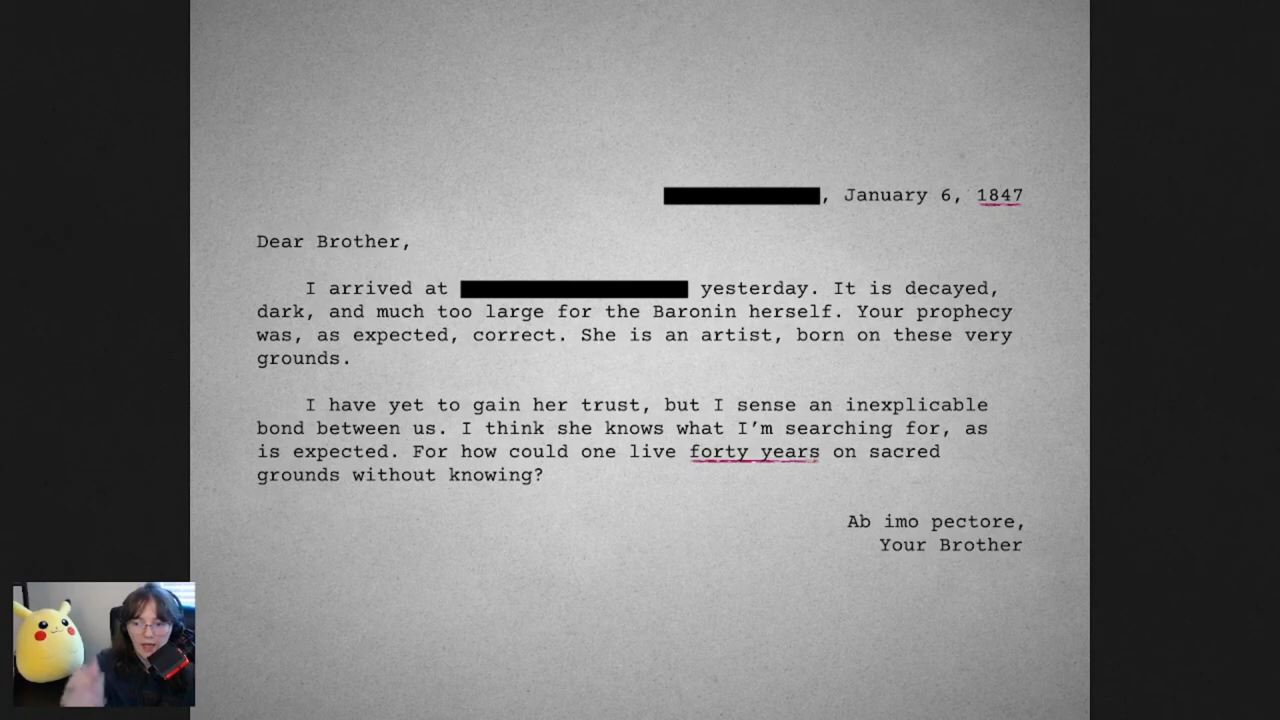 , January 6, 1847
Dear Brother,
I arrived at yesterday. It is decayed,
dark, and much too large for the Baronin herself. Your prophecy
was, as expected, correct. She is an artist, born on these very
grounds.
I have yet to gain her trust, but I sense an inexplicable
bond between us. I think she knows what I’m searching for, as
is expected. For how could one live forty years on sacred
grounds without knowing?
Ab imo pectore,
Your Brother